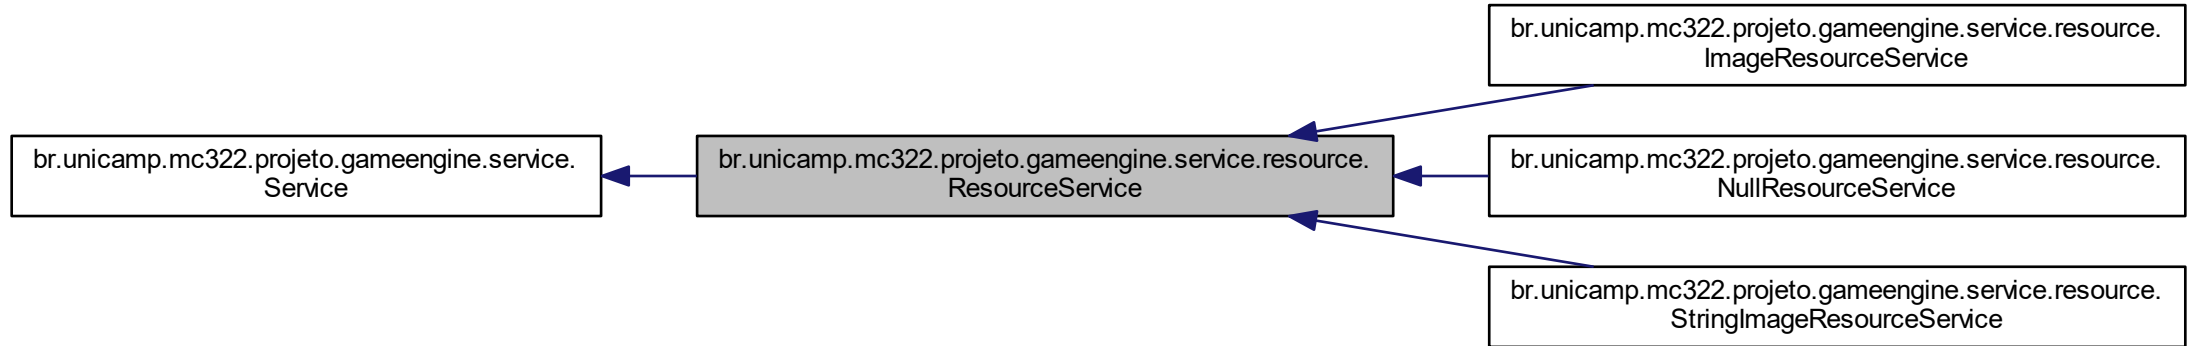 br.unicamp.mc322.projeto.gameengine.service.
Service
br.unicamp.mc322.projeto.gameengine.service.resource.
ResourceService
br.unicamp.mc322.projeto.gameengine.service.resource.
ImageResourceService
br.unicamp.mc322.projeto.gameengine.service.resource.
NullResourceService
br.unicamp.mc322.projeto.gameengine.service.resource.
StringImageResourceService